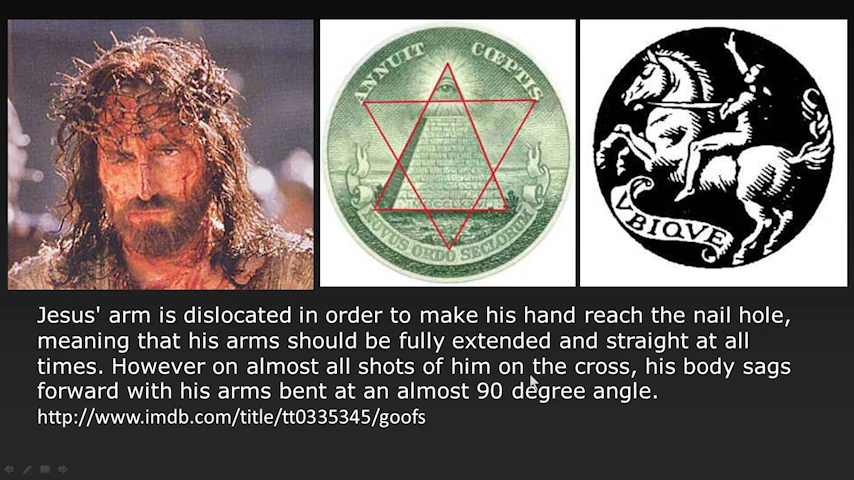 ANNUIT CŒPTIS
NOVUS ORDO SECLORUM
VBIQVE
Jesus' arm is dislocated in order to make his hand reach the nail hole,
meaning that his arms should be fully extended and straight at all
times. However on almost all shots of him on the cross, his body sags
forward with his arms bent at an almost 90 degree angle.
http://www.imdb.com/title/tt0335345/goofs